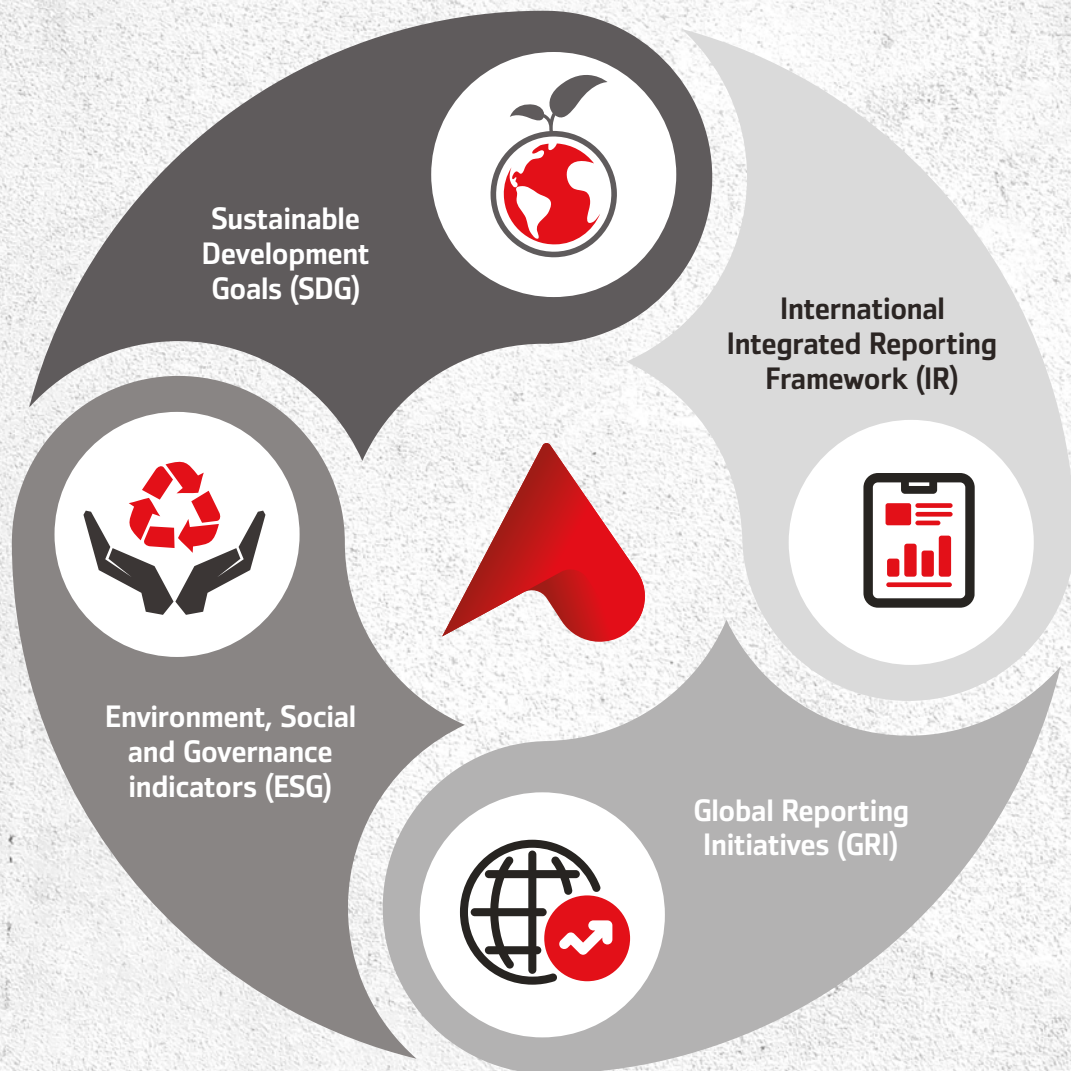 Sustainable
Development
Goals (SDG)
International
Integrated Reporting
Framework (IR)
Environment, Social
and Governance
indicators (ESG)
Global Reporting
Initiatives (GRI)